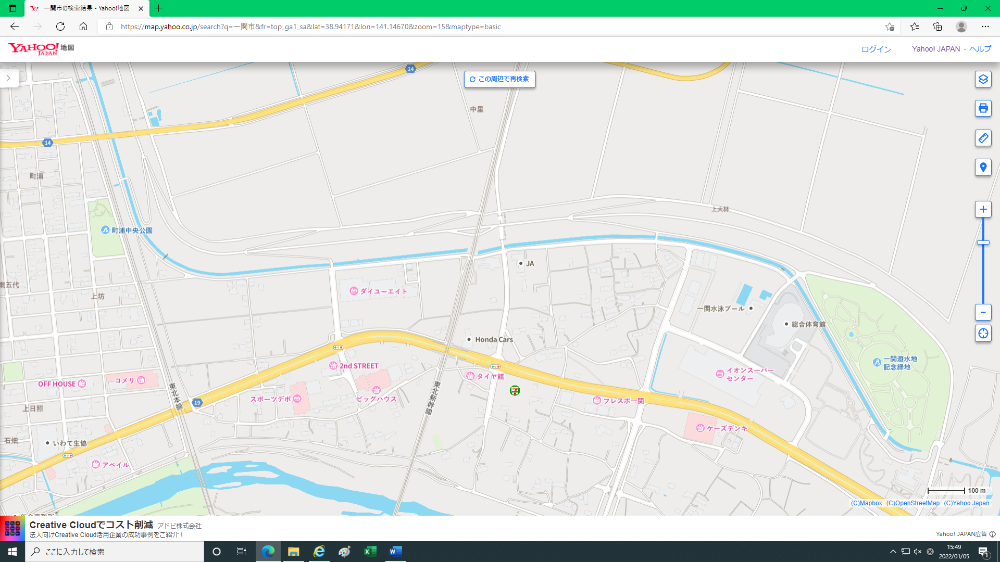 一関市の検索結果 - Yahoo!地図
https://map.yahoo.co.jp/search?q=一関市&fr=top_ga1_sa&lat=38.94171&lon=141.14670&zoom=15&maptype=basic
YAHOO! JAPAN 地図
ログイン
Yahoo! JAPAN - ヘルプ
この周辺で再検索
14
中里
14
町浦
上大林
町浦中央公園
JA
東五代
上坊
ダイユーエイト
一関水泳プール
総合体育館
Honda Cars
一関遊水地
記念緑地
2nd STREET
イオンスーパー
センター
タイヤ館
コメリ
OFF HOUSE
東北本線
東北新幹線
スポーツデポ
ビッグハウス
フレスポ一関
19
上日照
ケーズデンキ
石畑
いわて生協
アベイル
100 m
(C)Mapbox (C)OpenStreetMap (C)Yahoo Japan
Creative Cloudでコスト削減 アドビ株式会社
法人向けCreative Cloud活用企業の成功事例をご紹介！
Yahoo! JAPAN広告
ここに入力して検索
15:49
2022/01/05
1